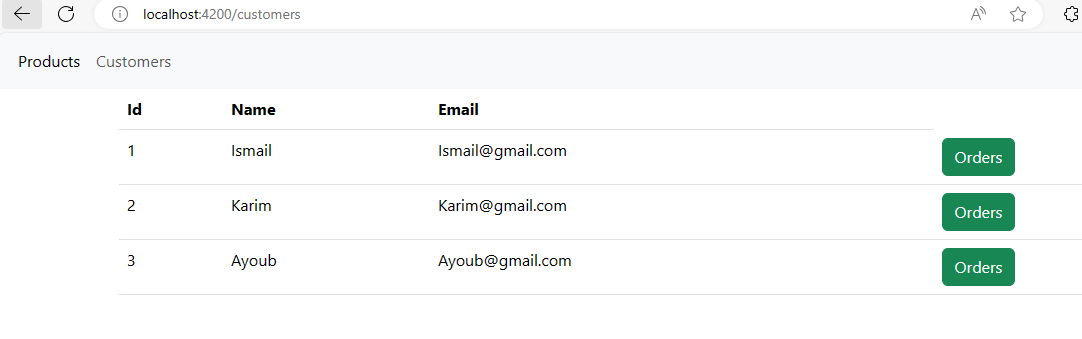 localhost:4200/customers
Products Customers
Id Name Email
1 Ismail Ismail@gmail.com Orders
2 Karim Karim@gmail.com Orders
3 Ayoub Ayoub@gmail.com Orders